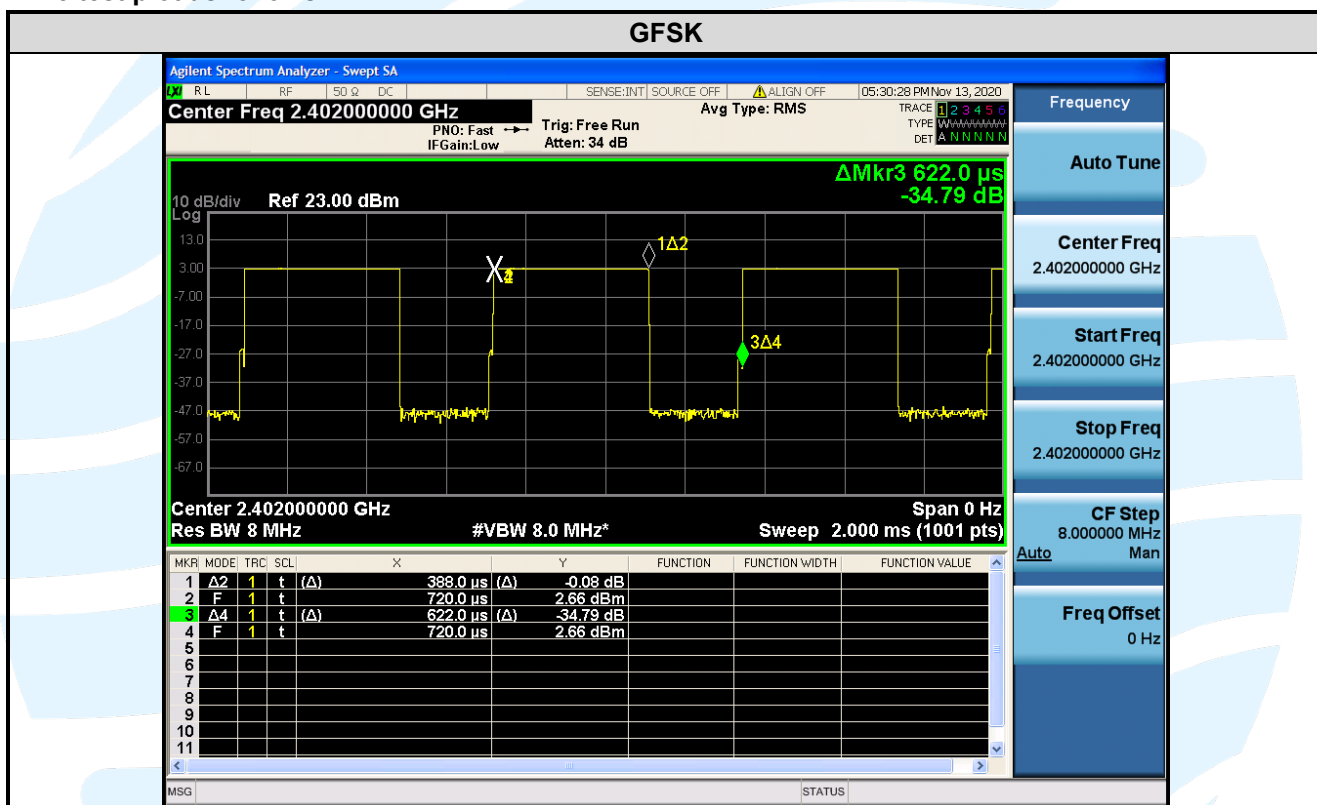 GFSK
Agilent Spectrum Analyzer - Swept SA
LXI RL RF 50 Ω DC SENSE:INT SOURCE OFF ALIGN OFF 05:30:28 PM Nov 13, 2020
Center Freq 2.402000000 GHz
PNO: Fast
IFGain:Low
Trig: Free Run
Atten: 34 dB
Avg Type: RMS
TRACE 1 2 3 4 5 6
TYPE WWWWWW
DET A N N N N N
ΔMkr3 622.0 µs
-34.79 dB
10 dB/div Ref 23.00 dBm
Log
13.0
3.00
-7.00
-17.0
-27.0
-37.0
-47.0
-57.0
-67.0
1Δ2
3Δ4
Center 2.402000000 GHz Span 0 Hz
Res BW 8 MHz #VBW 8.0 MHz* Sweep 2.000 ms (1001 pts)
MKR MODE TRC SCL X Y FUNCTION FUNCTION WIDTH FUNCTION VALUE
1 Δ2 1 t (Δ) 388.0 µs (Δ) -0.08 dB
2 F 1 t 720.0 µs 2.66 dBm
3 Δ4 1 t (Δ) 622.0 µs (Δ) -34.79 dB
4 F 1 t 720.0 µs 2.66 dBm
5
6
7
8
9
10
11
MSG STATUS
Frequency
Auto Tune
Center Freq
2.402000000 GHz
Start Freq
2.402000000 GHz
Stop Freq
2.402000000 GHz
CF Step
8.000000 MHz
Auto Man
Freq Offset
0 Hz